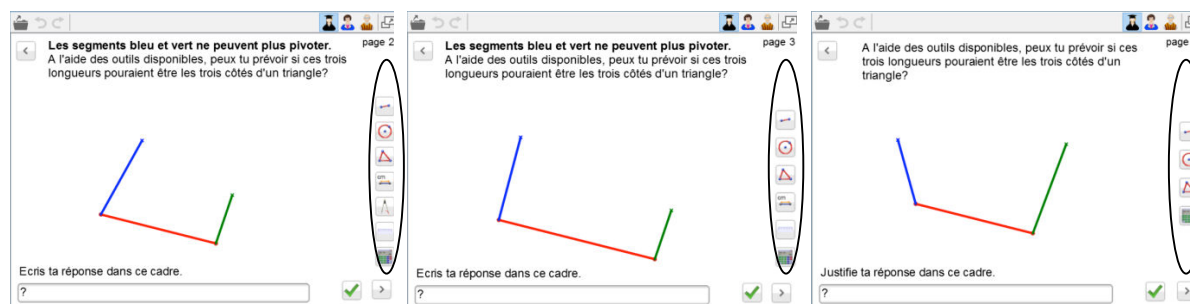 Les segments bleu et vert ne peuvent plus pivoter.
page 2
A l'aide des outils disponibles, peux tu prévoir si ces trois
longueurs pouraient être les trois côtés d'un triangle?
cm
Ecris ta réponse dans ce cadre.
?
Les segments bleu et vert ne peuvent plus pivoter.
page 3
A l'aide des outils disponibles, peux tu prévoir si ces trois
longueurs pouraient être les trois côtés d'un triangle?
cm
Ecris ta réponse dans ce cadre.
?
page
A l'aide des outils disponibles, peux tu prévoir si ces
trois longueurs pouraient être les trois côtés d'un
triangle?
Justifie ta réponse dans ce cadre.
?